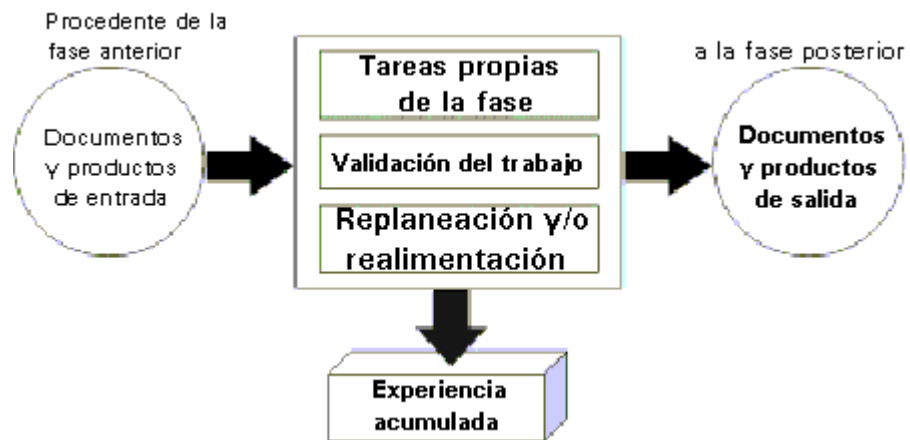 Procedente de la
fase anterior
Documentos
y productos
de entrada
Tareas propias
de la fase
Validación del trabajo
Replaneación y/o
realimentación
a la fase posterior
Documentos
y productos
de salida
Experiencia
acumulada